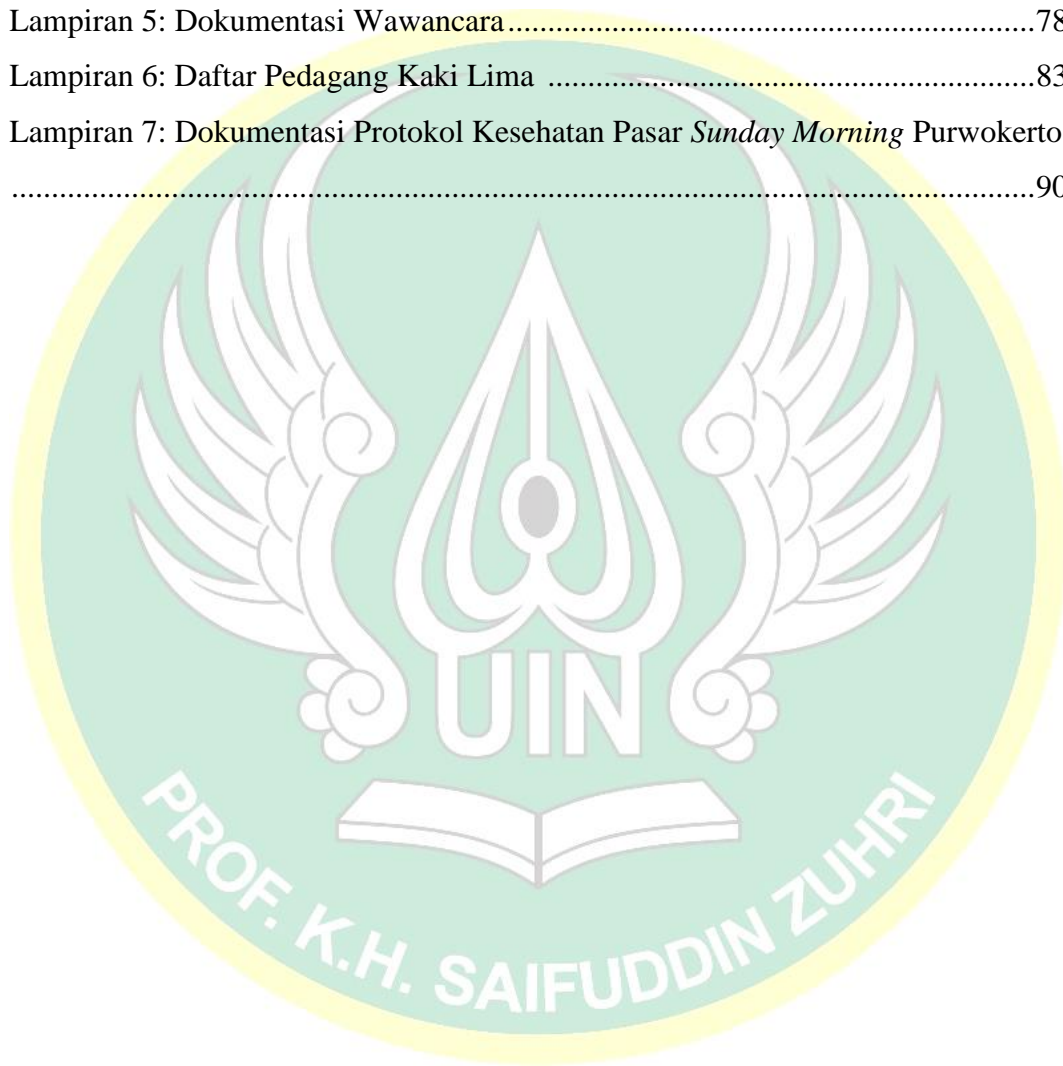 Lampiran 5: Dokumentasi Wawancara....................................................................................78
Lampiran 6: Daftar Pedagang Kaki Lima ..............................................................................83
Lampiran 7: Dokumentasi Protokol Kesehatan Pasar Sunday Morning Purwokerto
....................................................................................................................................................90
UIN
PROF. K.H. SAIFUDDIN ZUHRI